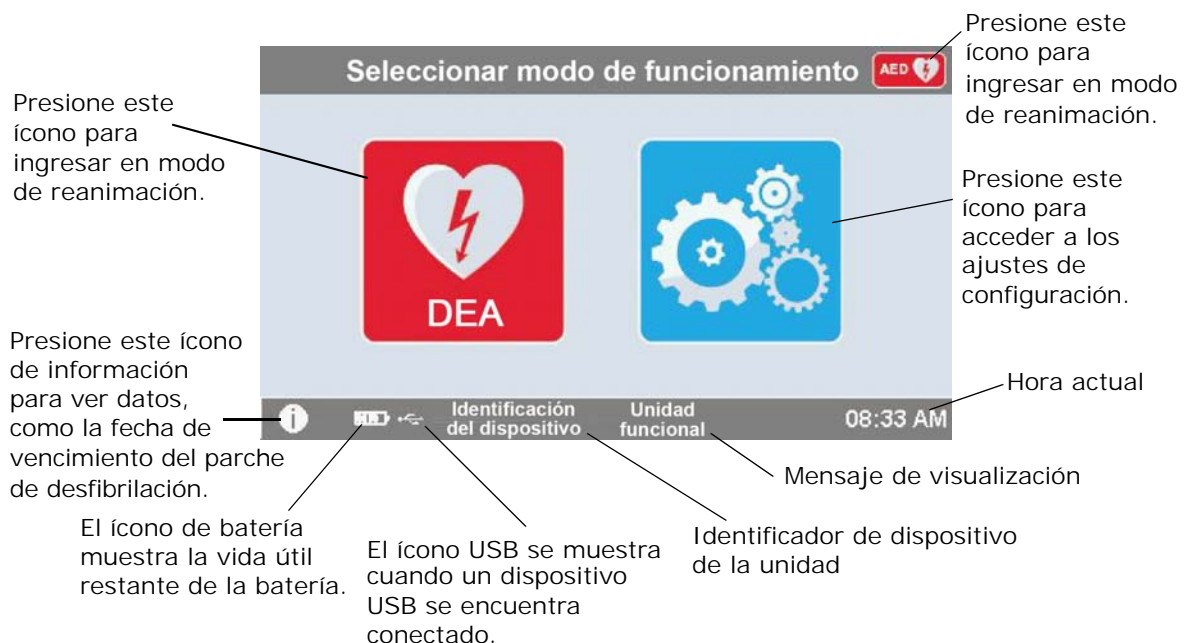 Presione este
ícono para
ingresar en modo
de reanimación.
Seleccionar modo de funcionamiento
AED
Presione este
ícono para
ingresar en modo
de reanimación.
DEA
Presione este
ícono para
acceder a los
ajustes de
configuración.
Presione este ícono
de información
para ver datos,
como la fecha de
vencimiento del parche
de desfibrilación.
i
Identificación
del dispositivo
Unidad
funcional
08:33 AM
Hora actual
Mensaje de visualización
Identificador de dispositivo
de la unidad
El ícono de batería
muestra la vida útil
restante de la batería.
El ícono USB se muestra
cuando un dispositivo
USB se encuentra
conectado.